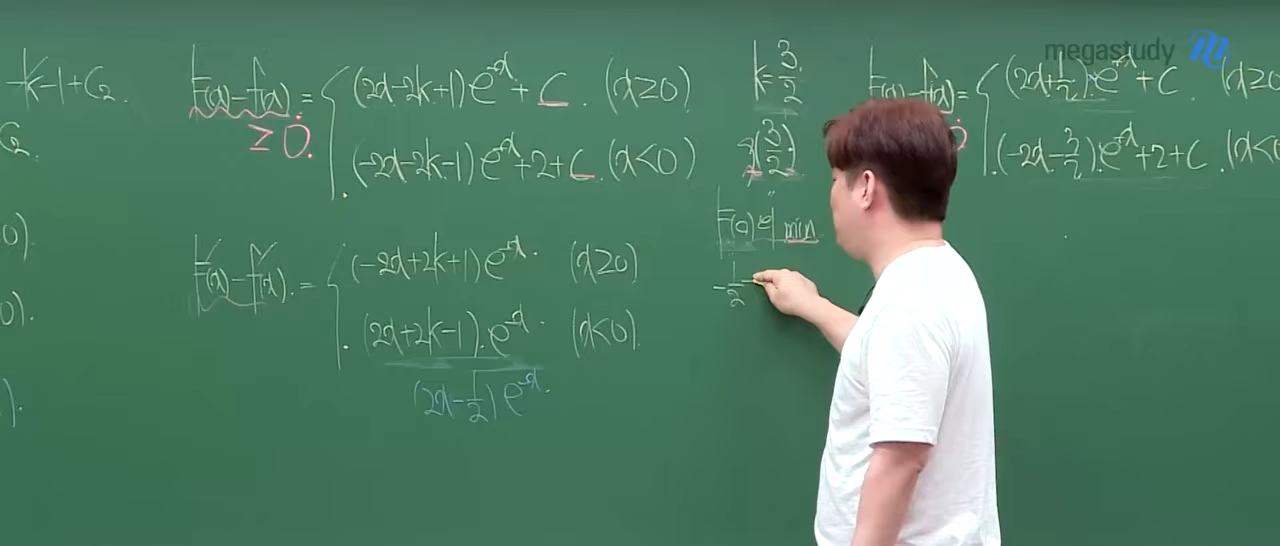 megastudy
-k-1+C₂.
C₂.
0).
0).
).
F(x)-f(x). = { (2x-2k+1)e^{-x} + C. (x≥0)
≥0.
(-2x-2k-1)e^{-x}+2+C. (x<0)
F(x)-f(x). = { (-2x+2k+1)e^{-x}. (x≥0)
(2x+2k-1).e^{-x}. (x<0).
(2x-1/2)e^{-x}.
k=3/2
(3/2)
F(0)의 min
-1/2
F(x)-f(x) = { (2x+1/2).e^{-x}+C. (x≥0
(-2x-3/2).e^{-x}+2+C. (x<0